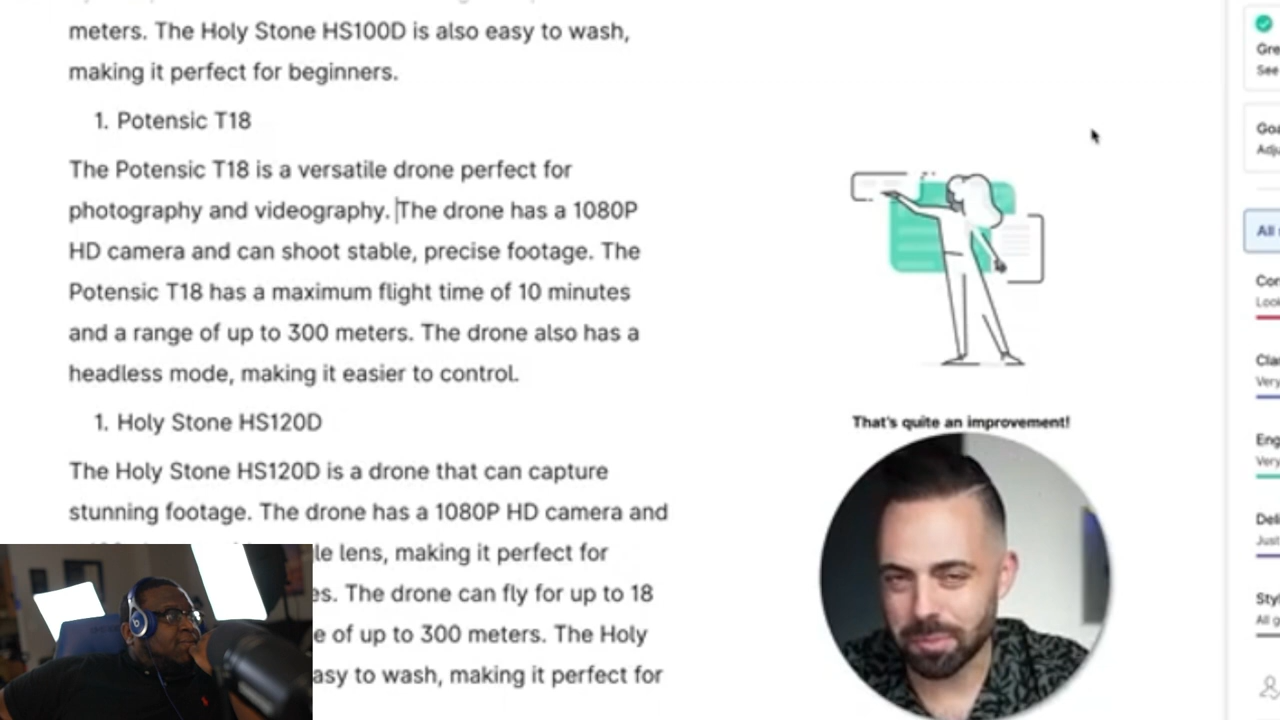 meters. The Holy Stone HS100D is also easy to wash,
making it perfect for beginners.
1. Potensic T18
The Potensic T18 is a versatile drone perfect for
photography and videography. The drone has a 1080P
HD camera and can shoot stable, precise footage. The
Potensic T18 has a maximum flight time of 10 minutes
and a range of up to 300 meters. The drone also has a
headless mode, making it easier to control.
1. Holy Stone HS120D
The Holy Stone HS120D is a drone that can capture
stunning footage. The drone has a 1080P HD camera and
lens, making it perfect for
The drone can fly for up to 18
of up to 300 meters. The Holy
to wash, making it perfect for
That's quite an improvement!
See
All